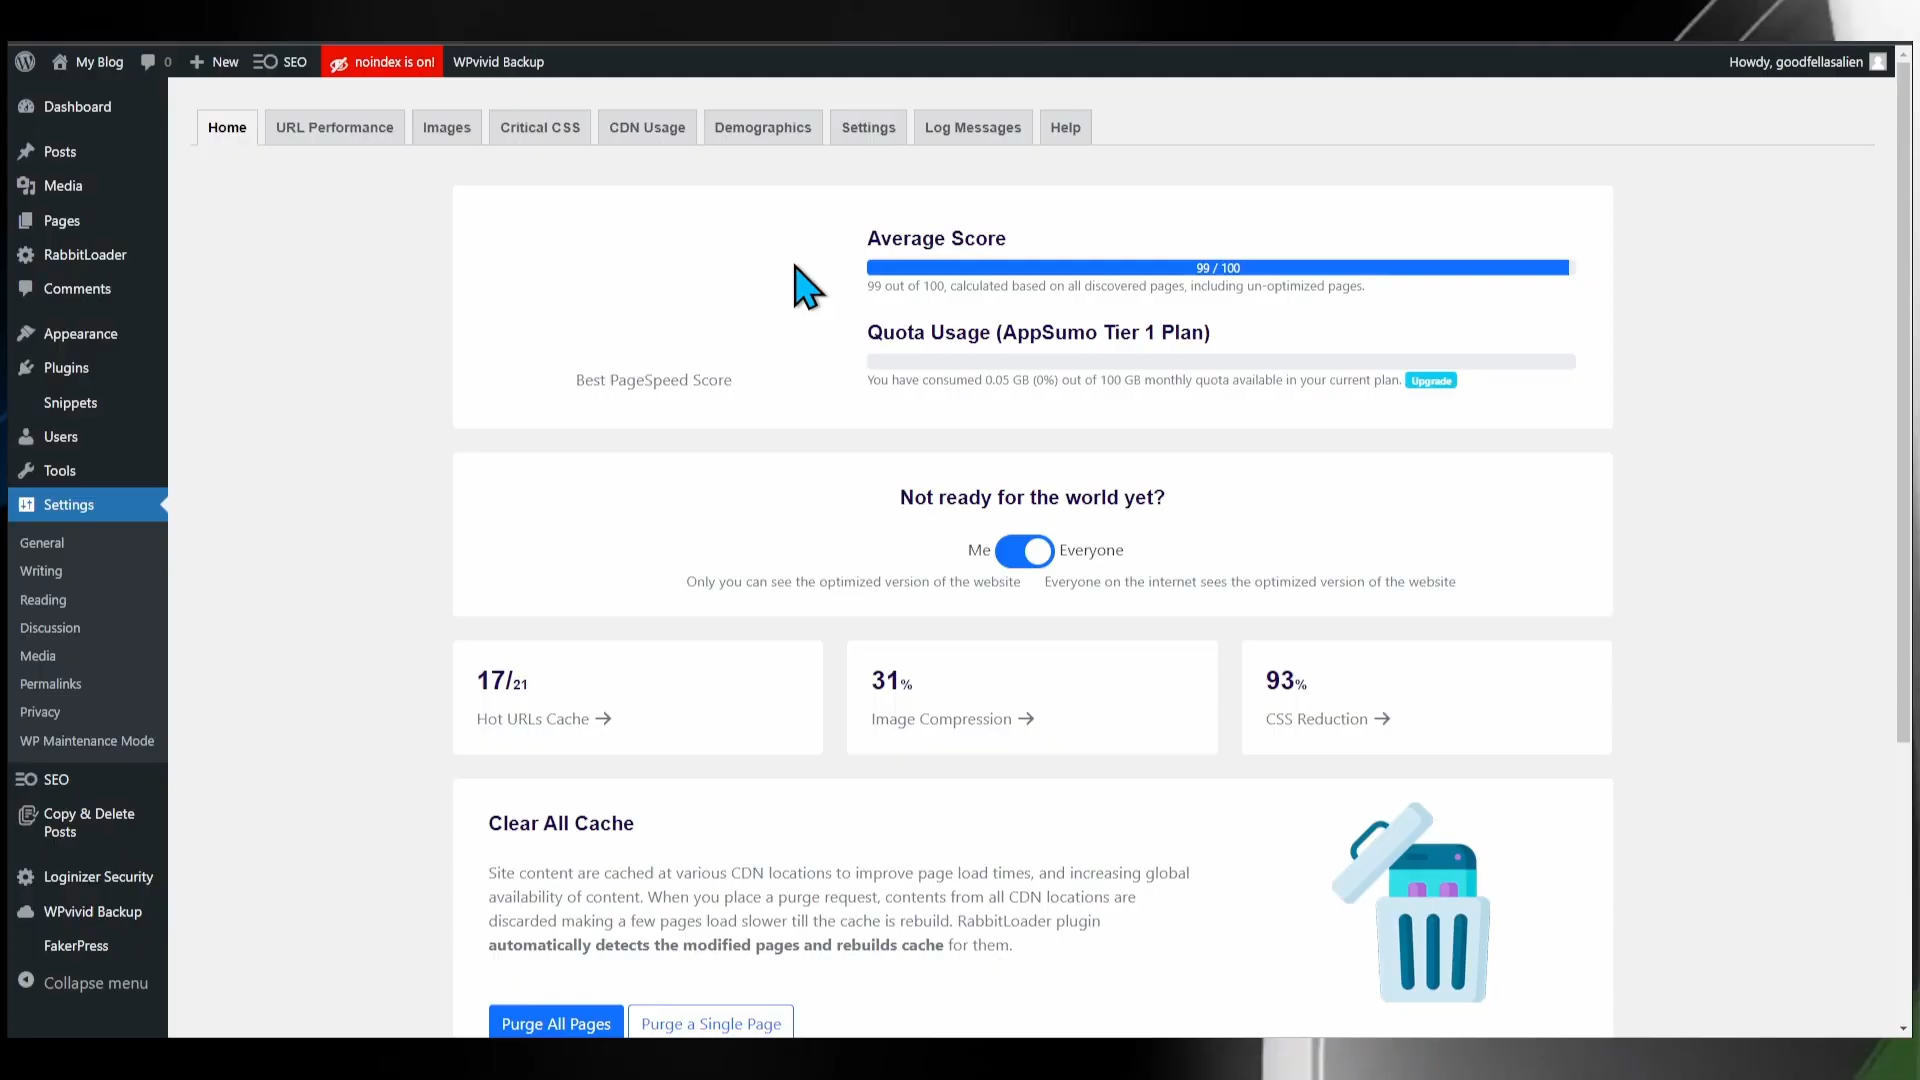 My Blog 0 New SEO noindex is on! WPvivid Backup Howdy, goodfellasalien
Dashboard
Posts
Media
Pages
RabbitLoader
Comments
Appearance
Plugins
Snippets
Users
Tools
Settings
General
Writing
Reading
Discussion
Media
Permalinks
Privacy
WP Maintenance Mode
SEO
Copy & Delete
Posts
Loginizer Security
WPvivid Backup
FakerPress
Collapse menu
Home URL Performance Images Critical CSS CDN Usage Demographics Settings Log Messages Help
Best PageSpeed Score
Average Score
99 / 100
99 out of 100, calculated based on all discovered pages, including un-optimized pages.
Quota Usage (AppSumo Tier 1 Plan)
You have consumed 0.05 GB (0%) out of 100 GB monthly quota available in your current plan. Upgrade
Not ready for the world yet?
Me Everyone
Only you can see the optimized version of the website Everyone on the internet sees the optimized version of the website
17/21
Hot URLs Cache →
31%
Image Compression →
93%
CSS Reduction →
Clear All Cache
Site content are cached at various CDN locations to improve page load times, and increasing global
availability of content. When you place a purge request, contents from all CDN locations are
discarded making a few pages load slower till the cache is rebuild. RabbitLoader plugin
automatically detects the modified pages and rebuilds cache for them.
Purge All Pages Purge a Single Page